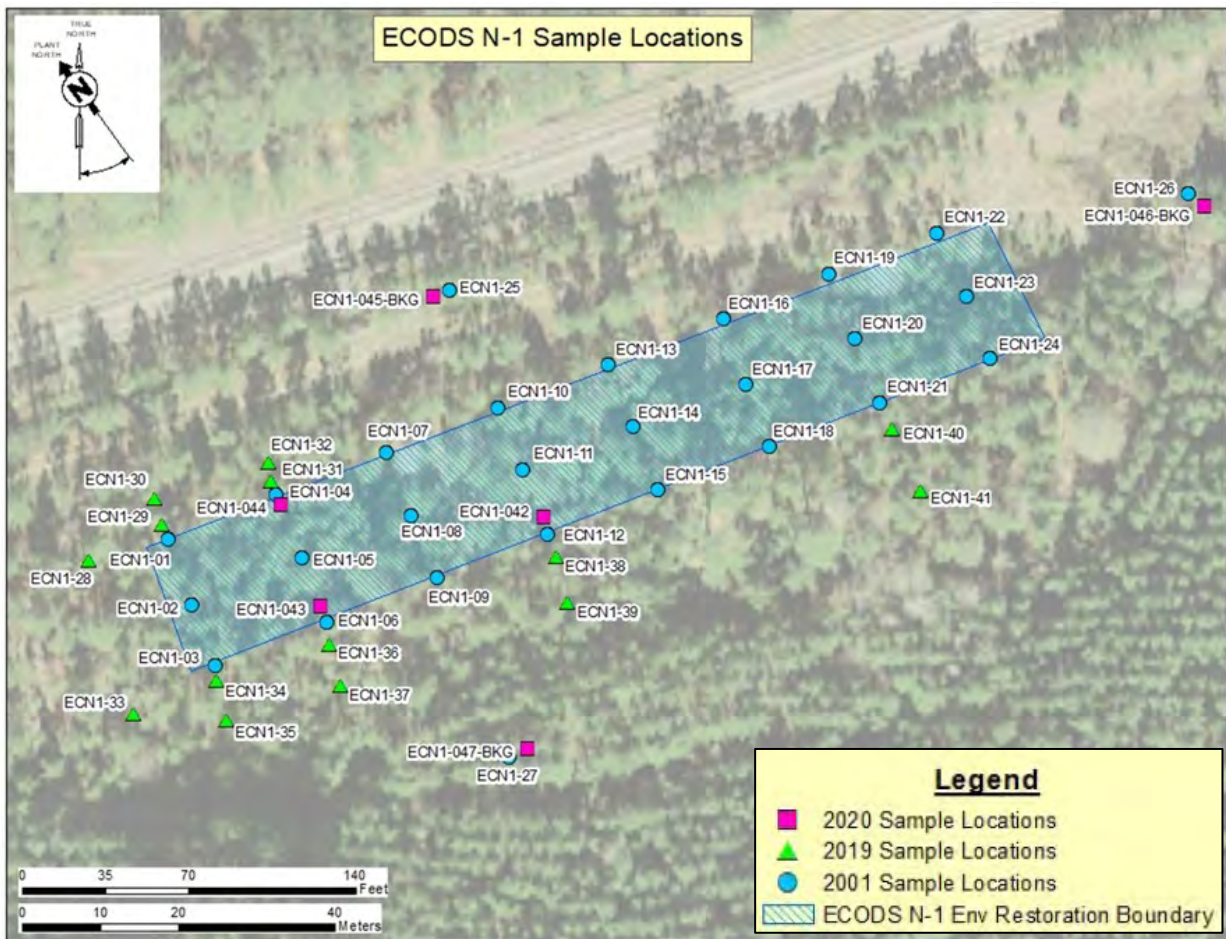 TRUE
NORTH
PLANT
NORTH
N
ECODS N-1 Sample Locations
ECN1-26
ECN1-046-BKG
ECN1-22
ECN1-19
ECN1-25
ECN1-045-BKG
ECN1-23
ECN1-16
ECN1-20
ECN1-13
ECN1-24
ECN1-17
ECN1-10
ECN1-21
ECN1-14
ECN1-40
ECN1-07
ECN1-18
ECN1-32
ECN1-31
ECN1-11
ECN1-04
ECN1-30
ECN1-15
ECN1-41
ECN1-044
ECN1-042
ECN1-29
ECN1-08
ECN1-12
ECN1-01
ECN1-05
ECN1-38
ECN1-28
ECN1-09
ECN1-02
ECN1-043
ECN1-39
ECN1-06
ECN1-36
ECN1-03
ECN1-34
ECN1-37
ECN1-33
ECN1-35
ECN1-047-BKG
ECN1-27
Legend
2020 Sample Locations
2019 Sample Locations
2001 Sample Locations
ECODS N-1 Env Restoration Boundary
0 35 70 140
Feet
0 10 20 40
Meters